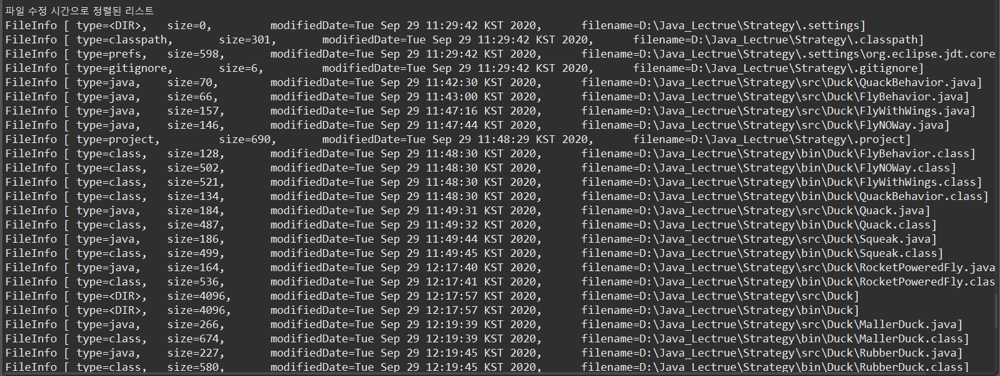 파일 수정 시간으로 정렬된 리스트
FileInfo [ type=<DIR>,   size=0,         modifiedDate=Tue Sep 29 11:29:42 KST 2020,      filename=D:\Java_Lectrue\Strategy\.settings]
FileInfo [ type=classpath,       size=301,       modifiedDate=Tue Sep 29 11:29:42 KST 2020,      filename=D:\Java_Lectrue\Strategy\.classpath]
FileInfo [ type=prefs,   size=598,       modifiedDate=Tue Sep 29 11:29:42 KST 2020,      filename=D:\Java_Lectrue\Strategy\.settings\org.eclipse.jdt.core
FileInfo [ type=gitignore,       size=6,         modifiedDate=Tue Sep 29 11:29:42 KST 2020,      filename=D:\Java_Lectrue\Strategy\.gitignore]
FileInfo [ type=java,    size=70,        modifiedDate=Tue Sep 29 11:42:30 KST 2020,      filename=D:\Java_Lectrue\Strategy\src\Duck\QuackBehavior.java]
FileInfo [ type=java,    size=66,        modifiedDate=Tue Sep 29 11:43:00 KST 2020,      filename=D:\Java_Lectrue\Strategy\src\Duck\FlyBehavior.java]
FileInfo [ type=java,    size=157,       modifiedDate=Tue Sep 29 11:47:16 KST 2020,      filename=D:\Java_Lectrue\Strategy\src\Duck\FlyWithWings.java]
FileInfo [ type=java,    size=146,       modifiedDate=Tue Sep 29 11:47:44 KST 2020,      filename=D:\Java_Lectrue\Strategy\src\Duck\FlyNOWay.java]
FileInfo [ type=project,         size=690,       modifiedDate=Tue Sep 29 11:48:29 KST 2020,      filename=D:\Java_Lectrue\Strategy\.project]
FileInfo [ type=class,   size=128,       modifiedDate=Tue Sep 29 11:48:30 KST 2020,      filename=D:\Java_Lectrue\Strategy\bin\Duck\FlyBehavior.class]
FileInfo [ type=class,   size=502,       modifiedDate=Tue Sep 29 11:48:30 KST 2020,      filename=D:\Java_Lectrue\Strategy\bin\Duck\FlyNOWay.class]
FileInfo [ type=class,   size=521,       modifiedDate=Tue Sep 29 11:48:30 KST 2020,      filename=D:\Java_Lectrue\Strategy\bin\Duck\FlyWithWings.class]
FileInfo [ type=class,   size=134,       modifiedDate=Tue Sep 29 11:48:30 KST 2020,      filename=D:\Java_Lectrue\Strategy\bin\Duck\QuackBehavior.class]
FileInfo [ type=java,    size=184,       modifiedDate=Tue Sep 29 11:49:31 KST 2020,      filename=D:\Java_Lectrue\Strategy\src\Duck\Quack.java]
FileInfo [ type=class,   size=487,       modifiedDate=Tue Sep 29 11:49:32 KST 2020,      filename=D:\Java_Lectrue\Strategy\bin\Duck\Quack.class]
FileInfo [ type=java,    size=186,       modifiedDate=Tue Sep 29 11:49:44 KST 2020,      filename=D:\Java_Lectrue\Strategy\src\Duck\Squeak.java]
FileInfo [ type=class,   size=499,       modifiedDate=Tue Sep 29 11:49:45 KST 2020,      filename=D:\Java_Lectrue\Strategy\bin\Duck\Squeak.class]
FileInfo [ type=java,    size=164,       modifiedDate=Tue Sep 29 12:17:40 KST 2020,      filename=D:\Java_Lectrue\Strategy\src\Duck\RocketPoweredFly.java
FileInfo [ type=class,   size=536,       modifiedDate=Tue Sep 29 12:17:41 KST 2020,      filename=D:\Java_Lectrue\Strategy\bin\Duck\RocketPoweredFly.clas
FileInfo [ type=<DIR>,   size=4096,      modifiedDate=Tue Sep 29 12:17:57 KST 2020,      filename=D:\Java_Lectrue\Strategy\src\Duck]
FileInfo [ type=<DIR>,   size=4096,      modifiedDate=Tue Sep 29 12:17:57 KST 2020,      filename=D:\Java_Lectrue\Strategy\bin\Duck]
FileInfo [ type=java,    size=266,       modifiedDate=Tue Sep 29 12:19:39 KST 2020,      filename=D:\Java_Lectrue\Strategy\src\Duck\MallerDuck.java]
FileInfo [ type=class,   size=674,       modifiedDate=Tue Sep 29 12:19:39 KST 2020,      filename=D:\Java_Lectrue\Strategy\bin\Duck\MallerDuck.class]
FileInfo [ type=java,    size=227,       modifiedDate=Tue Sep 29 12:19:45 KST 2020,      filename=D:\Java_Lectrue\Strategy\src\Duck\RubberDuck.java]
FileInfo [ type=class,   size=580,       modifiedDate=Tue Sep 29 12:19:45 KST 2020,      filename=D:\Java_Lectrue\Strategy\bin\Duck\RubberDuck.class]